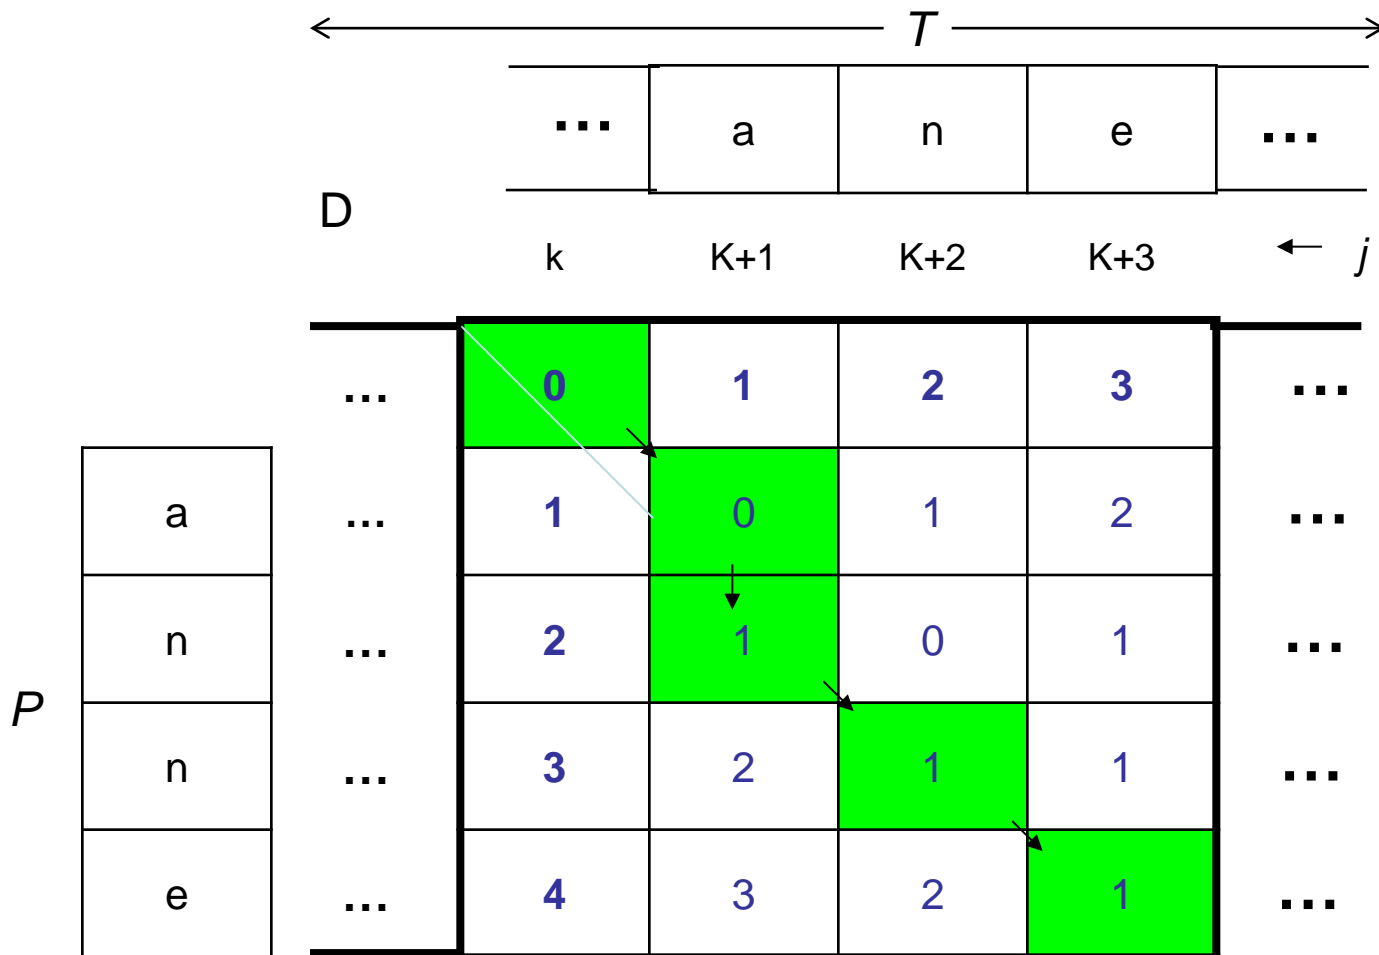 T
... a n e ...
D
k K+1 K+2 K+3 j
... 0 1 2 3 ...
a ... 1 0 1 2 ...
n ... 2 1 0 1 ...
P
n ... 3 2 1 1 ...
e ... 4 3 2 1 ...